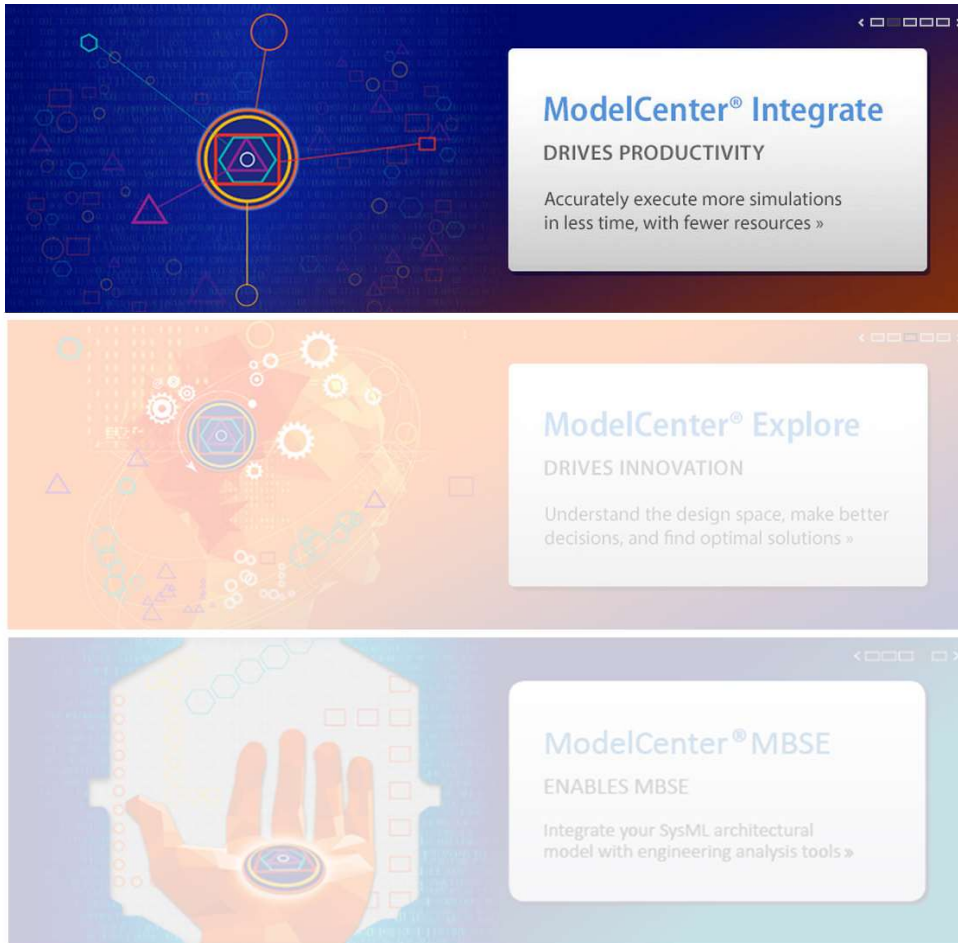 ModelCenter® Integrate
DRIVES PRODUCTIVITY
Accurately execute more simulations
in less time, with fewer resources »
ModelCenter® Explore
DRIVES INNOVATION
Understand the design space, make better
decisions, and find optimal solutions »
ModelCenter® MBSE
ENABLES MBSE
Integrate your SysML architectural
model with engineering analysis tools »